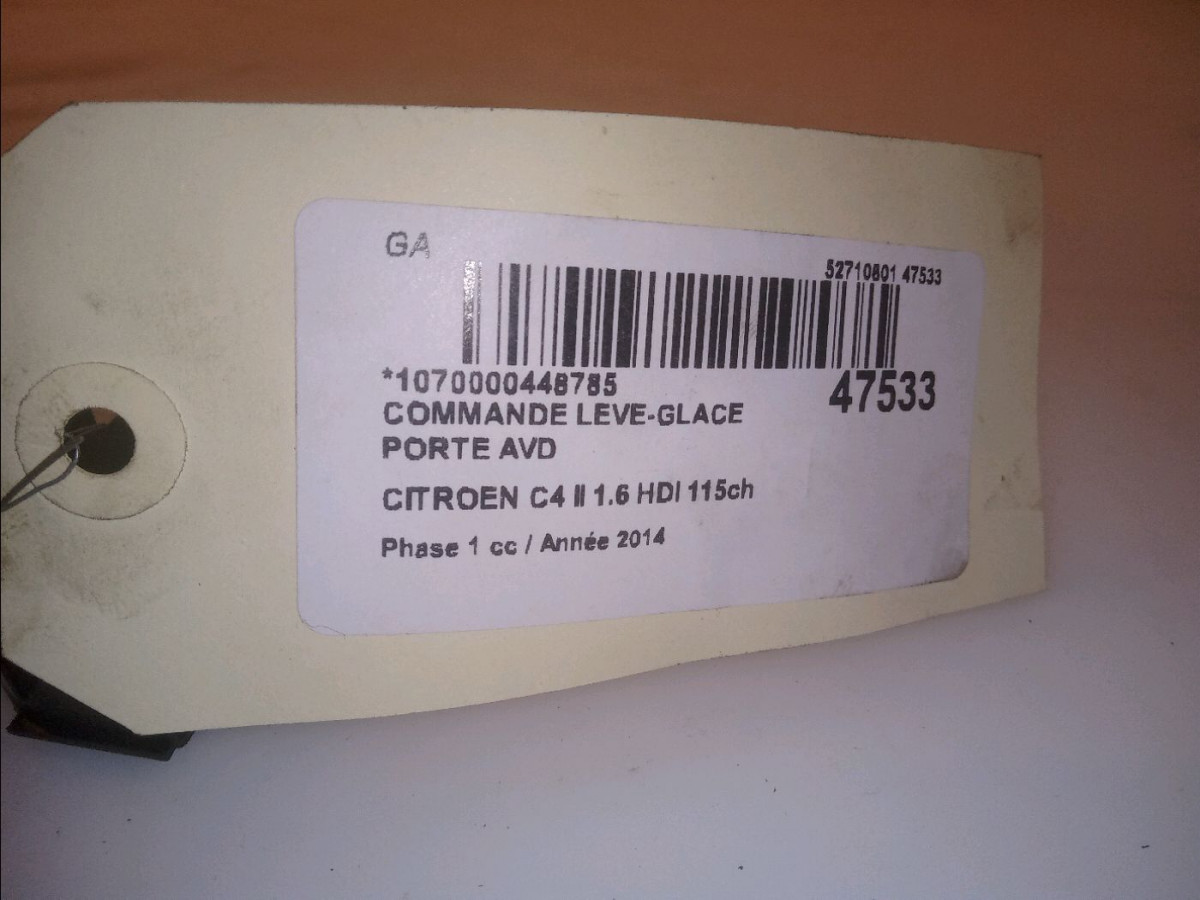 GA
52710801 47533
*1070000448785
47533
COMMANDE LEVE-GLACE
PORTE AVD
CITROEN C4 II 1.6 HDI 115ch
Phase 1 cc / Année 2014